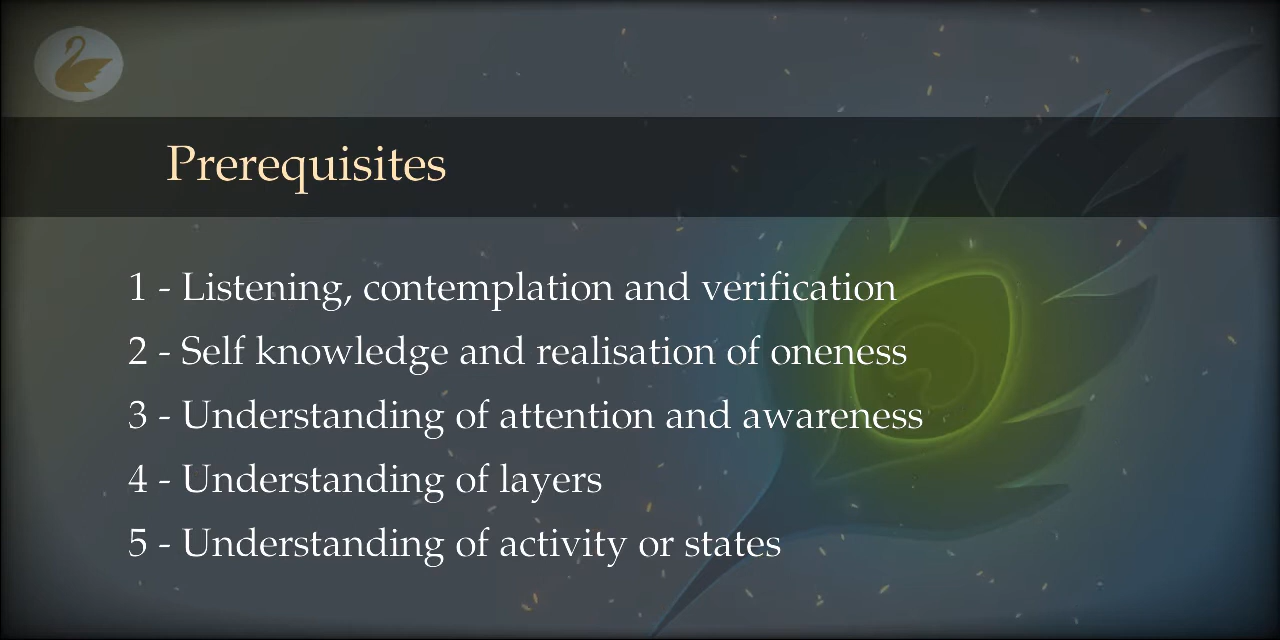 Prerequisites
1 - Listening, contemplation and verification
2 - Self knowledge and realisation of oneness
3 - Understanding of attention and awareness
4 - Understanding of layers
5 - Understanding of activity or states